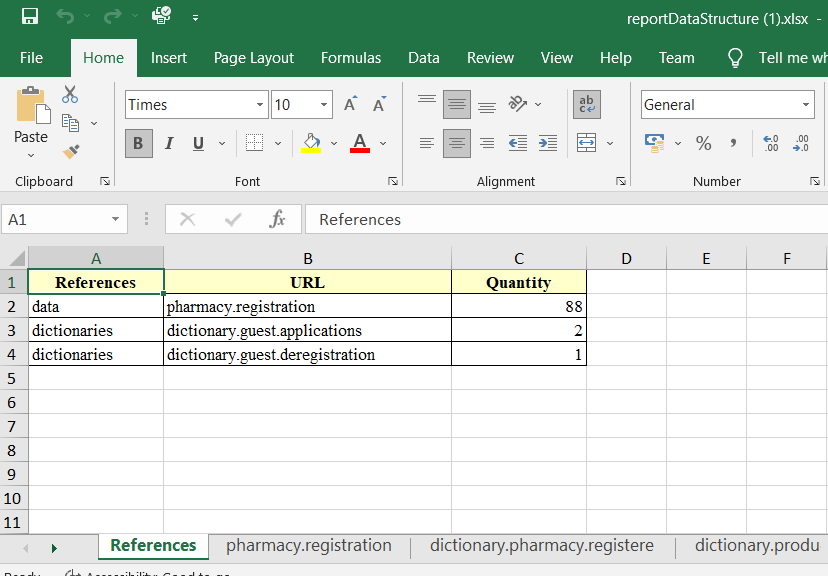 reportDataStructure (1).xlsx -
File Home Insert Page Layout Formulas Data Review View Help Team Tell me wh
Paste
Times 10
B I U A
ab
General
% , .00
Clipboard Font Alignment Number
A1 fx References
A B C D E F
1 References URL Quantity
2 data pharmacy.registration 88
3 dictionaries dictionary.guest.applications 2
4 dictionaries dictionary.guest.deregistration 1
5
6
7
8
9
10
11
References pharmacy.registration dictionary.pharmacy.registere dictionary.produ